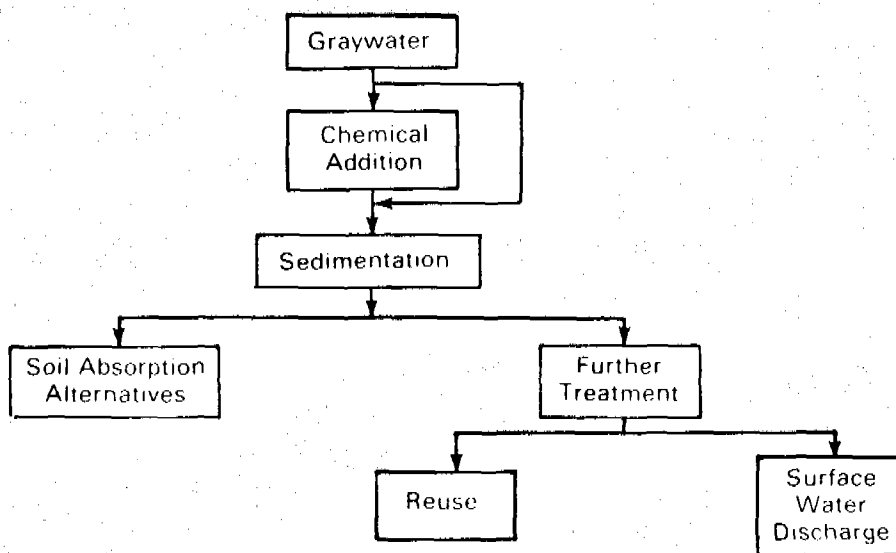 Graywater
Chemical
Addition
Sedimentation
Soil Absorption
Alternatives
Further
Treatment
Reuse
Surface
Water
Discharge